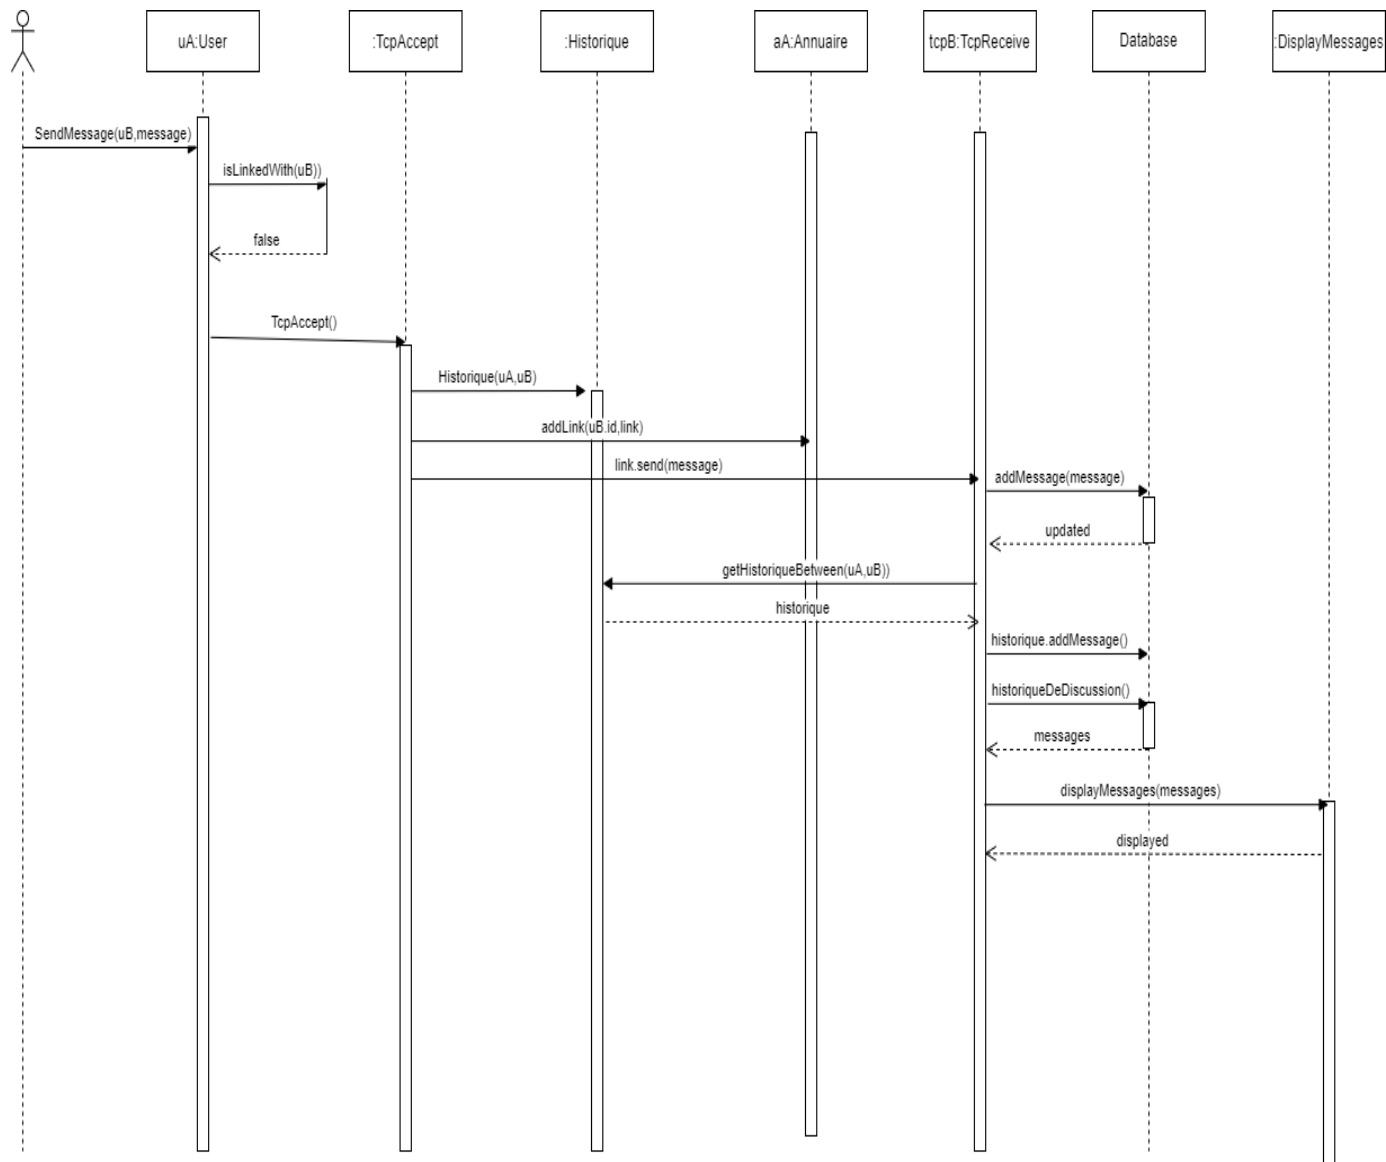 uA:User
:TcpAccept
:Historique
aA:Annuaire
tcpB:TcpReceive
Database
:DisplayMessages
SendMessage(uB,message)
isLinkedWith(uB))
false
TcpAccept()
Historique(uA,uB)
addLink(uB.id,link)
link.send(message)
addMessage(message)
updated
getHistoriqueBetween(uA,uB))
historique
historique.addMessage()
historiqueDeDiscussion()
messages
displayMessages(messages)
displayed